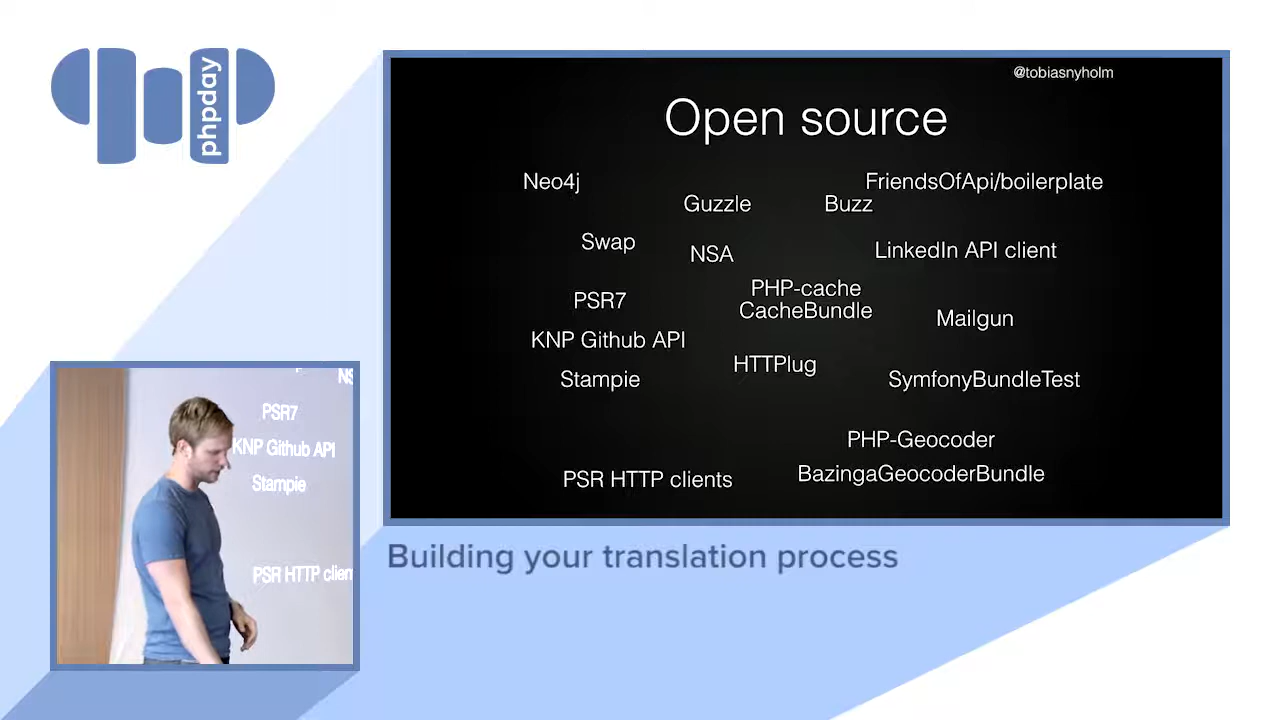 phpday
@tobiasnyholm
Open source
Neo4j
FriendsOfApi/boilerplate
Guzzle
Buzz
Swap
NSA
LinkedIn API client
PSR7
PHP-cache
CacheBundle
Mailgun
KNP Github API
HTTPlug
Stampie
SymfonyBundleTest
PHP-Geocoder
PSR HTTP clients
BazingaGeocoderBundle
NS
PSR7
KNP Github API
Stampie
PSR HTTP clien
Building your translation process